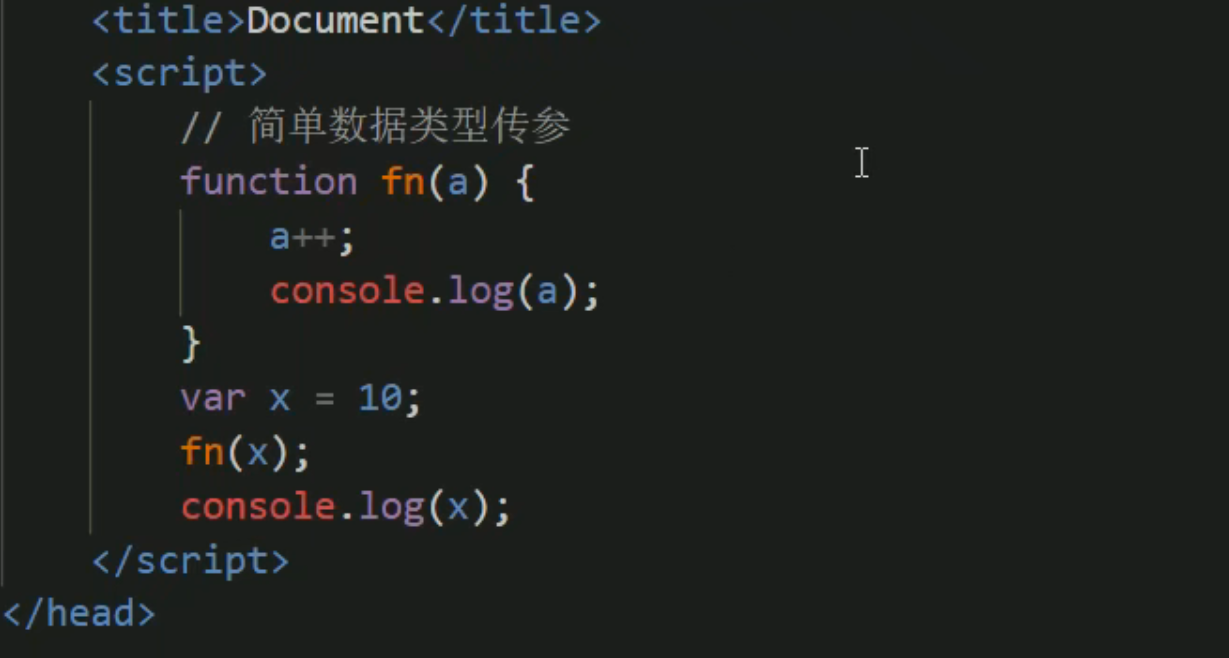 <title>Document</title>
<script>
// 简单数据类型传参
function fn(a) {
a++;
console.log(a);
}
var x = 10;
fn(x);
console.log(x);
</script>
</head>